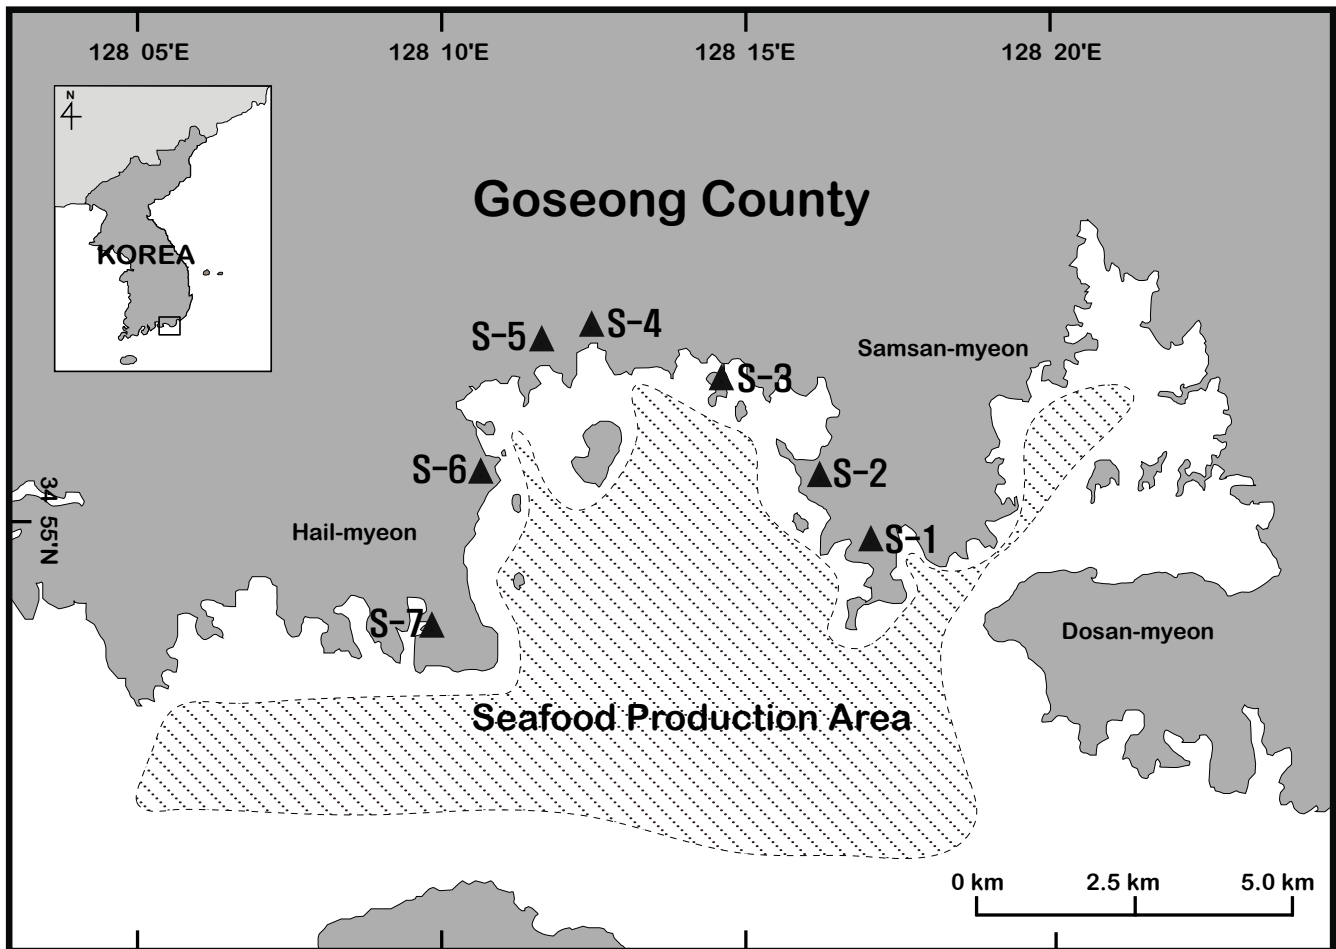 128 05'E 128 10'E 128 15'E 128 20'E
N
4
Goseong County
KOREA
S-4
S-5
Samsan-myeon
S-3
S-6
S-2
34 55'N
Hail-myeon
S-1
S-7
Dosan-myeon
Seafood Production Area
0 km 2.5 km 5.0 km